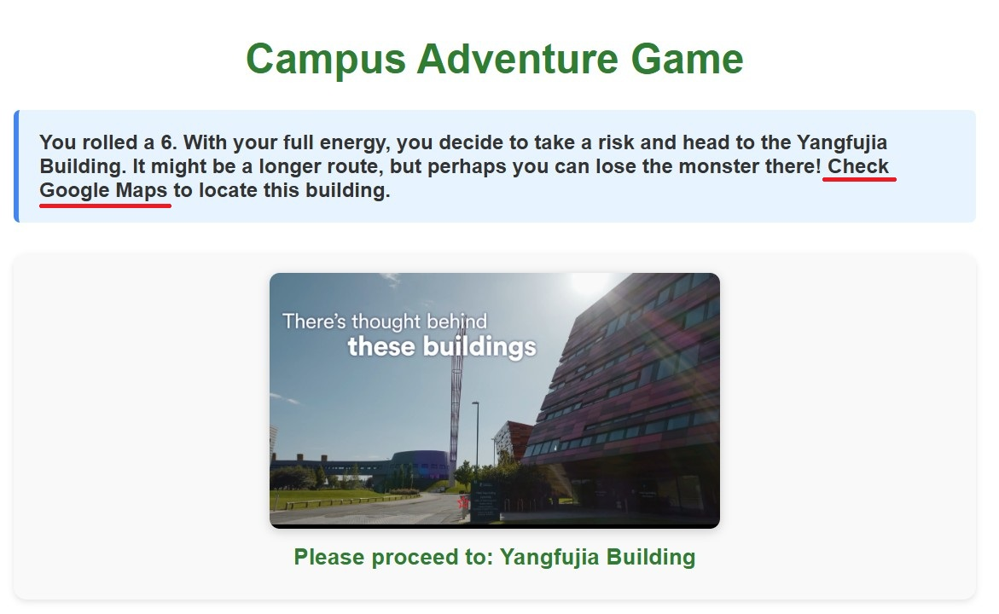 Campus Adventure Game
You rolled a 6. With your full energy, you decide to take a risk and head to the Yangfujia
Building. It might be a longer route, but perhaps you can lose the monster there! Check
Google Maps to locate this building.
There's thought behind
these buildings
Please proceed to: Yangfujia Building